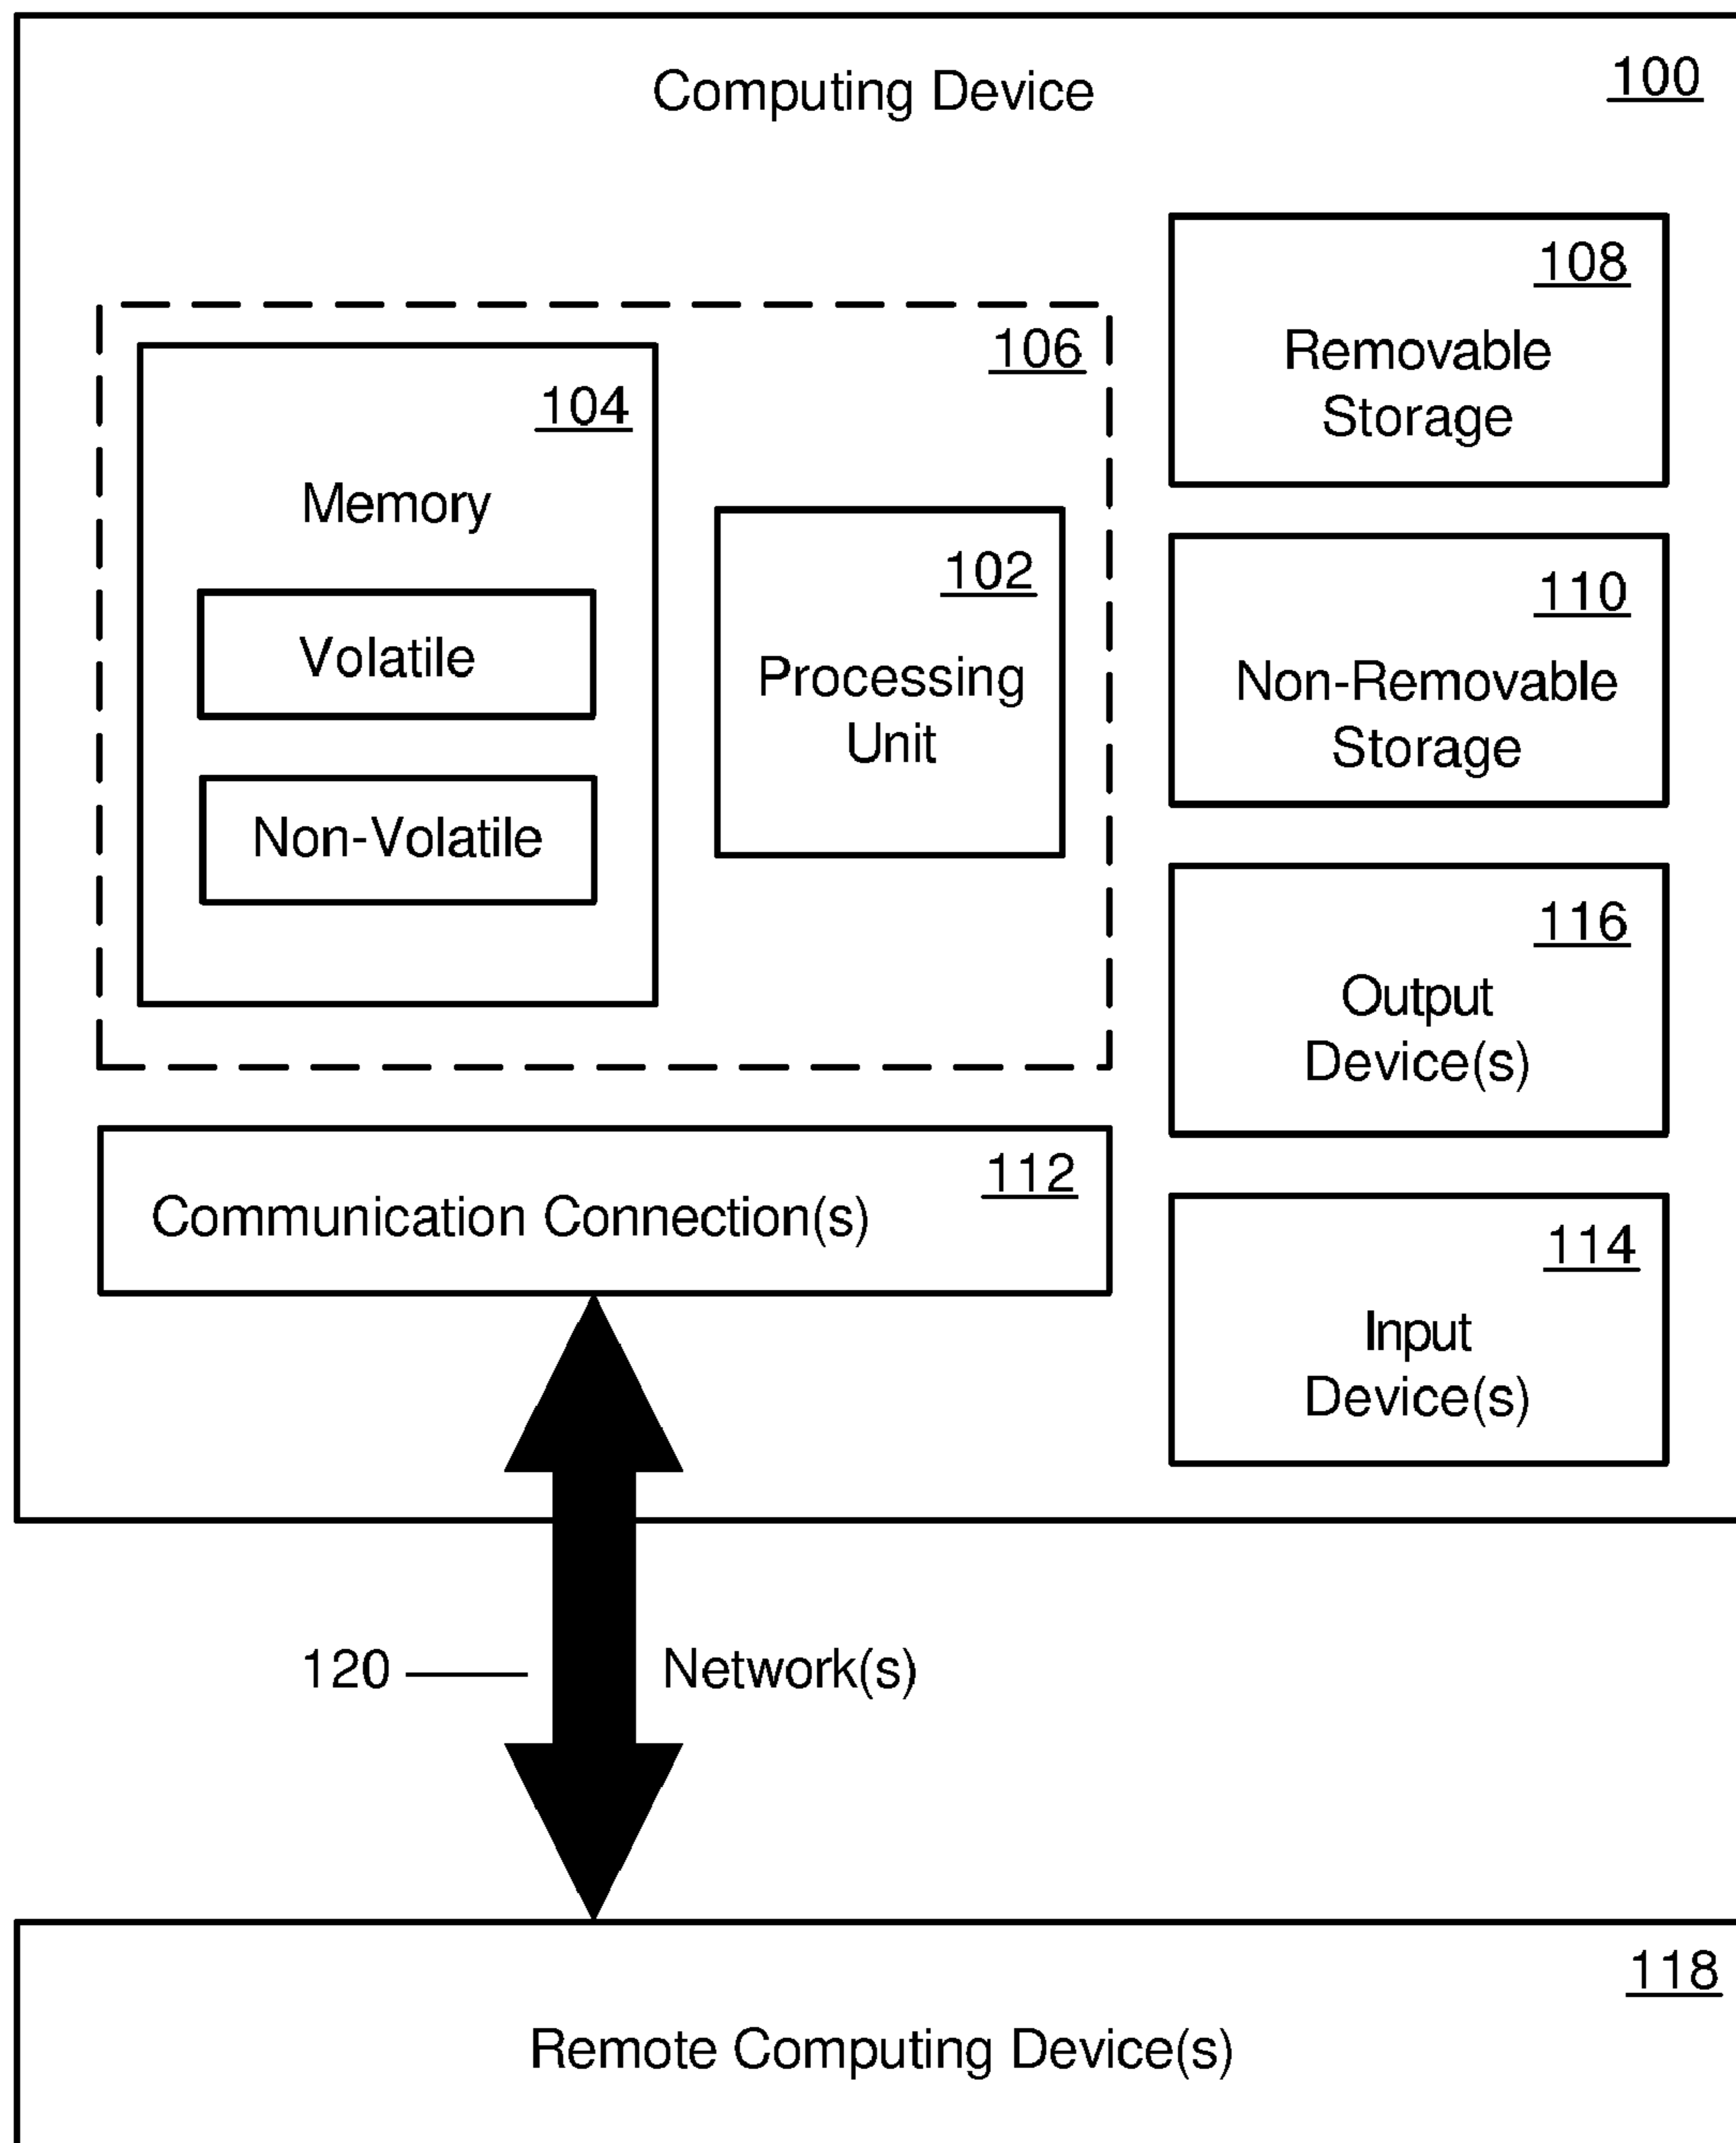 Computing Device
100
106
104
Memory
Volatile
Non-Volatile
102
Processing
Unit
108
Removable
Storage
110
Non-Removable
Storage
116
Output
Device(s)
112
Communication Connection(s)
114
Input
Device(s)
120
Network(s)
118
Remote Computing Device(s)